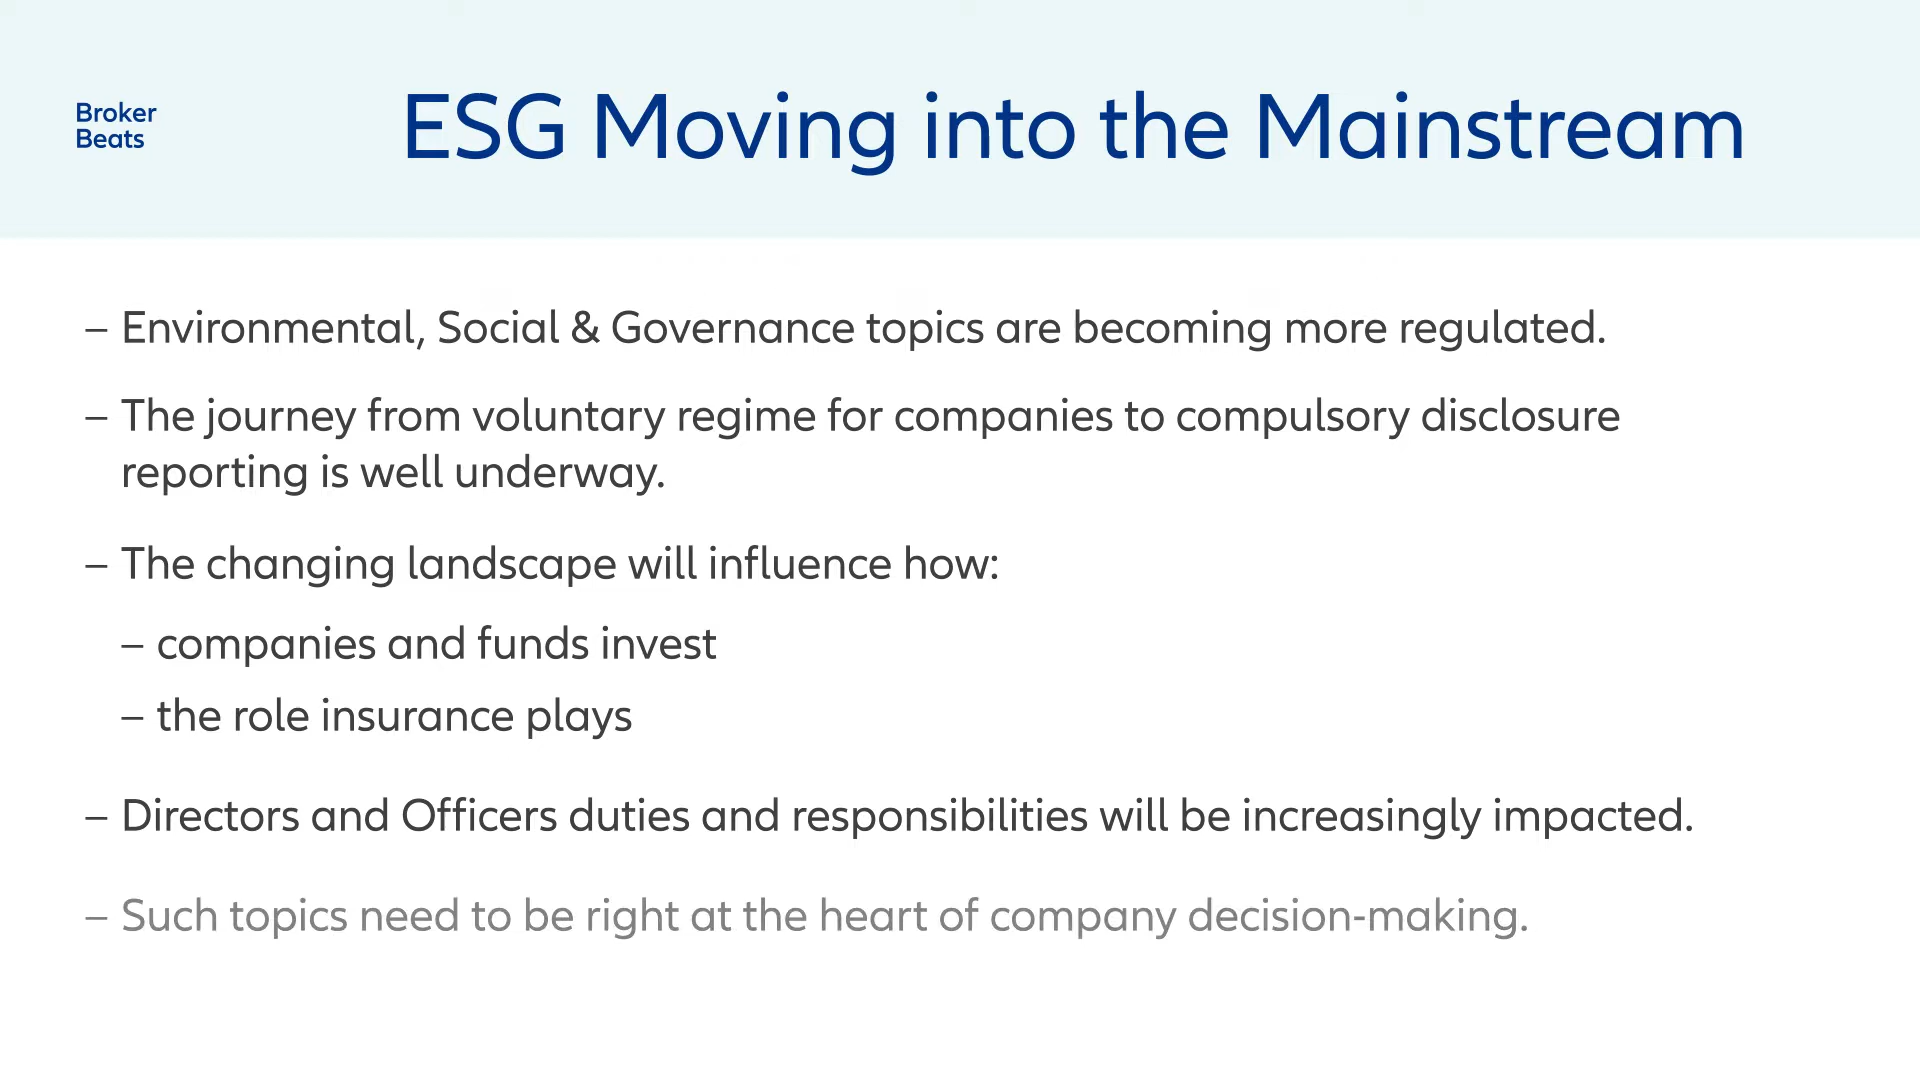 Broker
Beats
ESG Moving into the Mainstream
– Environmental, Social & Governance topics are becoming more regulated.
– The journey from voluntary regime for companies to compulsory disclosure
reporting is well underway.
– The changing landscape will influence how:
– companies and funds invest
– the role insurance plays
– Directors and Officers duties and responsibilities will be increasingly impacted.
– Such topics need to be right at the heart of company decision-making.